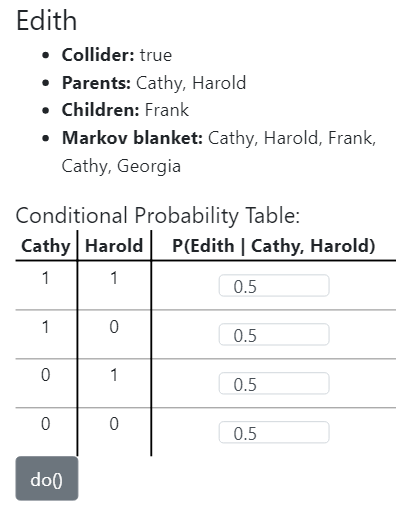 Edith
• Collider: true
• Parents: Cathy, Harold
• Children: Frank
• Markov blanket: Cathy, Harold, Frank,
Cathy, Georgia
Conditional Probability Table:
Cathy Harold P(Edith | Cathy, Harold)
1 1 0.5
1 0 0.5
0 1 0.5
0 0 0.5
do()